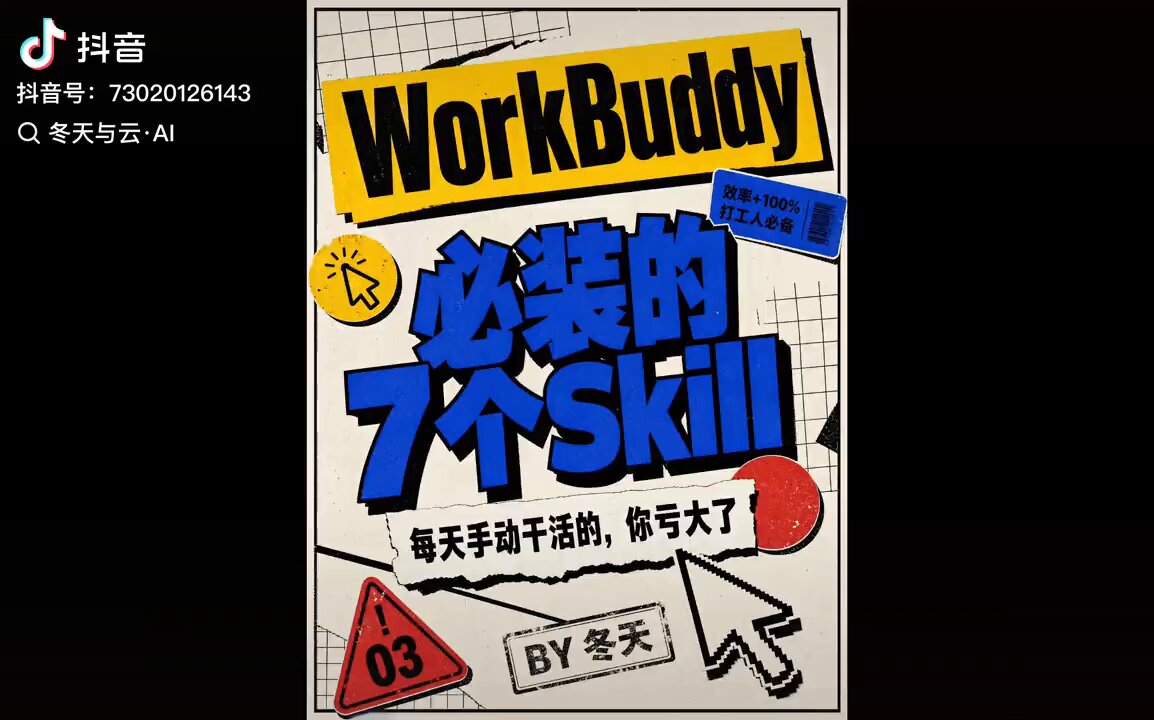 抖音
抖音号：73020126143
冬天与云·AI
WorkBuddy
效率+100%
打工人必备
必装的
7个Skill
每天手动干活的，你亏大了
!
03
BY 冬天